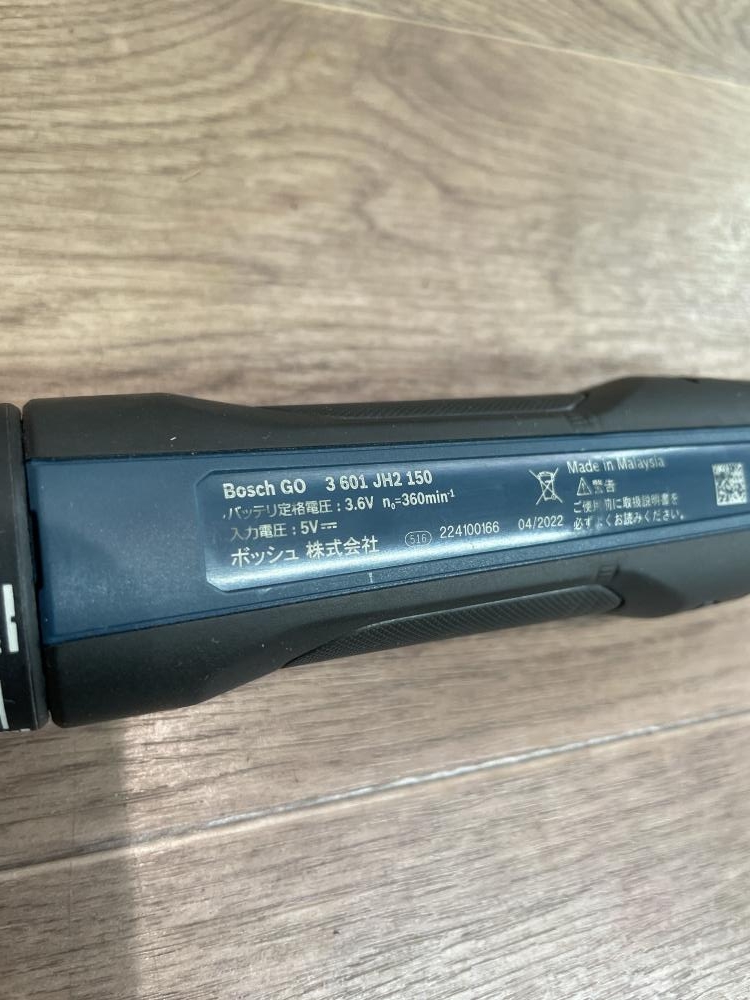 Bosch GO 3 601 JH2 150
・バッテリ定格電圧：3.6V n₀=360min⁻¹
入力電圧：5V⎓
ボッシュ 株式会社
516 224100166 04/2022
Made in Malaysia
⚠警告
ご使用前に取扱説明書を
必ずよくお読みください。